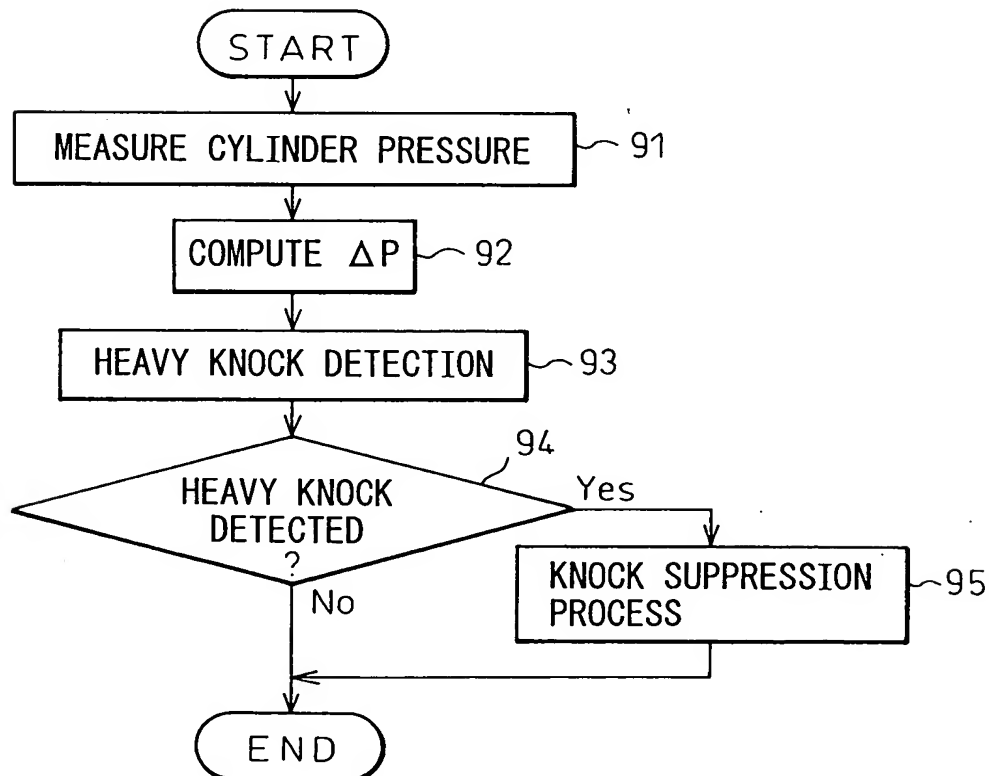 START
MEASURE CYLINDER PRESSURE
91
COMPUTE ΔP
92
HEAVY KNOCK DETECTION
93
94
HEAVY KNOCK
DETECTED
?
Yes
No
KNOCK SUPPRESSION
PROCESS
95
END